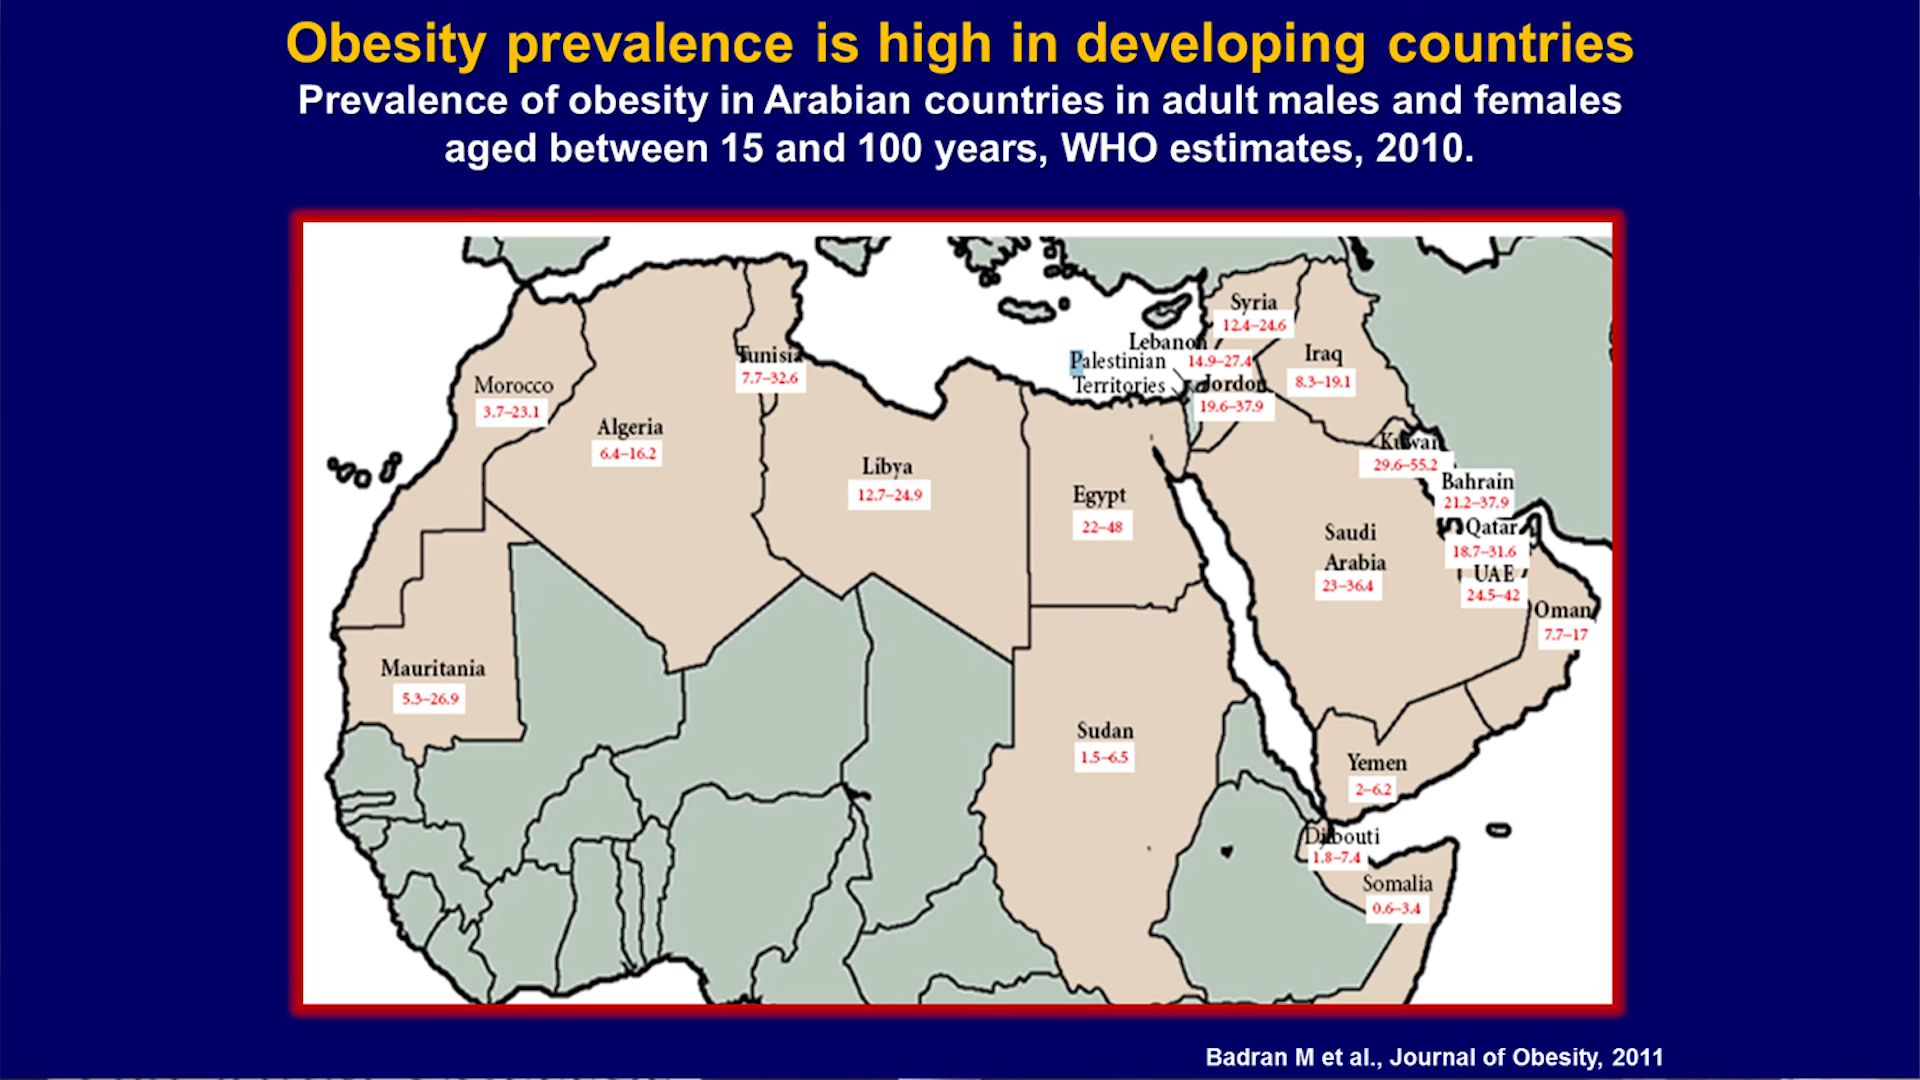 Obesity prevalence is high in developing countries
Prevalence of obesity in Arabian countries in adult males and females
aged between 15 and 100 years, WHO estimates, 2010.
Syria
12.4–24.6
Lebanon
14.9–27.4
Palestinian
Territories
Iraq
8.3–19.1
Jordon
19.6–37.9
Tunisia
7.7–32.6
Morocco
3.7–23.1
Algeria
6.4–16.2
Libya
12.7–24.9
Egypt
22–48
Kuwait
29.6–55.2
Bahrain
21.2–37.9
Qatar
18.7–31.6
Saudi
Arabia
23–36.4
UAE
24.5–42
Oman
7.7–17
Mauritania
5.3–26.9
Sudan
1.5–6.5
Yemen
2–6.2
Djibouti
1.8–7.4
Somalia
0.6–3.4
Badran M et al., Journal of Obesity, 2011